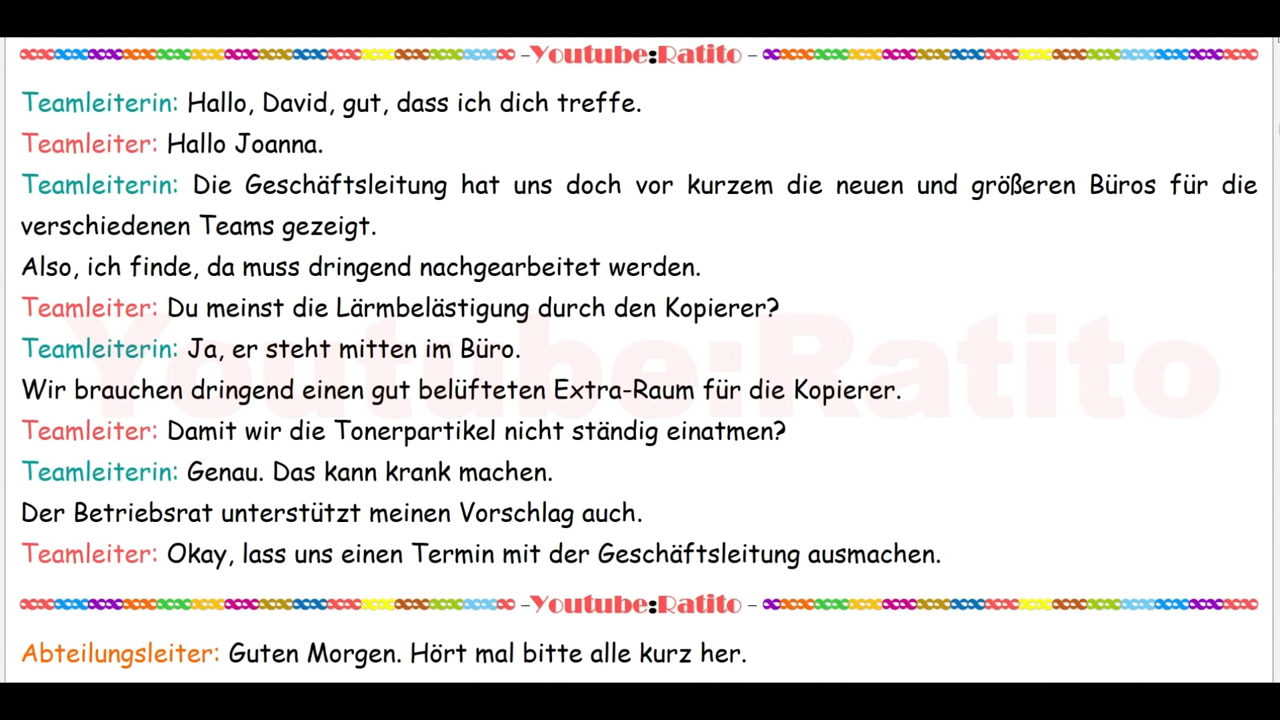 -Youtube:Ratito -
Teamleiterin: Hallo, David, gut, dass ich dich treffe.
Teamleiter: Hallo Joanna.
Teamleiterin: Die Geschäftsleitung hat uns doch vor kurzem die neuen und größeren Büros für die
verschiedenen Teams gezeigt.
Also, ich finde, da muss dringend nachgearbeitet werden.
Teamleiter: Du meinst die Lärmbelästigung durch den Kopierer?
Teamleiterin: Ja, er steht mitten im Büro.
Wir brauchen dringend einen gut belüfteten Extra-Raum für die Kopierer.
Teamleiter: Damit wir die Tonerpartikel nicht ständig einatmen?
Teamleiterin: Genau. Das kann krank machen.
Der Betriebsrat unterstützt meinen Vorschlag auch.
Teamleiter: Okay, lass uns einen Termin mit der Geschäftsleitung ausmachen.
-Youtube:Ratito -
Abteilungsleiter: Guten Morgen. Hört mal bitte alle kurz her.
Youtube:Ratito